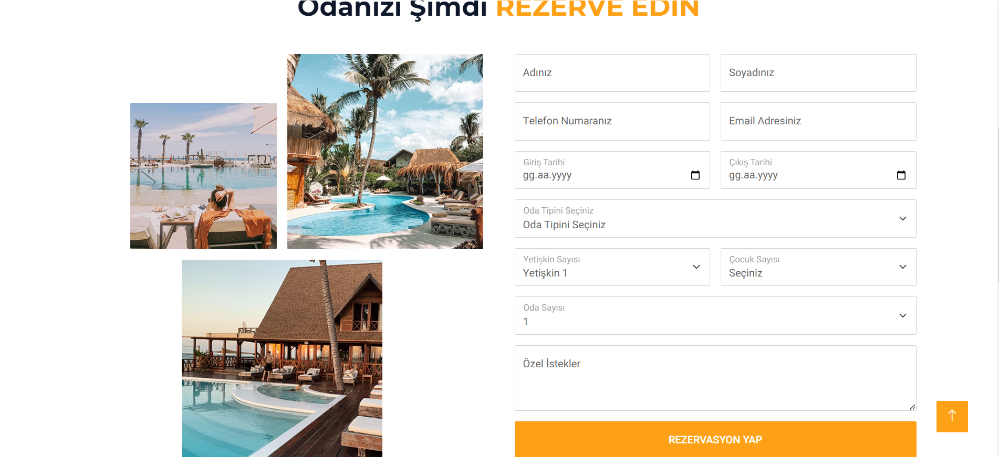 Odanızı Şimdi REZERVE EDİN
Adınız
Soyadınız
Telefon Numaranız
Email Adresiniz
Giriş Tarihi
gg.aa.yyyy
Çıkış Tarihi
gg.aa.yyyy
Oda Tipini Seçiniz
Oda Tipini Seçiniz
Yetişkin Sayısı
Yetişkin 1
Çocuk Sayısı
Seçiniz
Oda Sayısı
1
Özel İstekler
REZERVASYON YAP